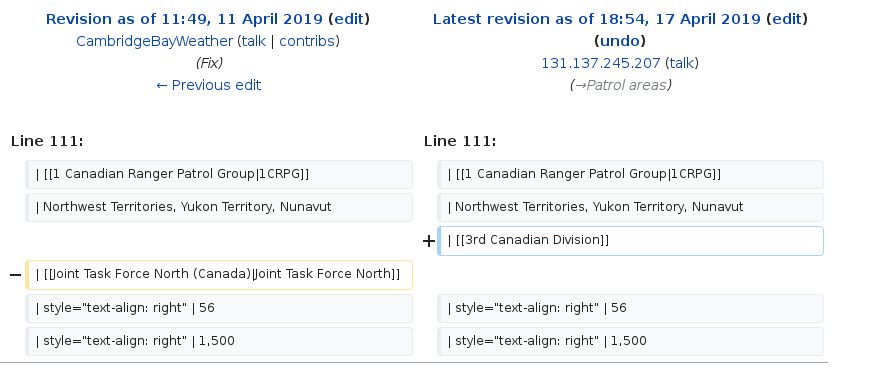 Revision as of 11:49, 11 April 2019 (edit)
CambridgeBayWeather (talk | contribs)
(Fix)
← Previous edit
Latest revision as of 18:54, 17 April 2019 (edit)
(undo)
131.137.245.207 (talk)
(→Patrol areas)
Line 111:
Line 111:
| [[1 Canadian Ranger Patrol Group|1CRPG]]
| [[1 Canadian Ranger Patrol Group|1CRPG]]
| Northwest Territories, Yukon Territory, Nunavut
| Northwest Territories, Yukon Territory, Nunavut
+ | [[3rd Canadian Division]]
− | [[Joint Task Force North (Canada)|Joint Task Force North]]
| style="text-align: right" | 56
| style="text-align: right" | 56
| style="text-align: right" | 1,500
| style="text-align: right" | 1,500